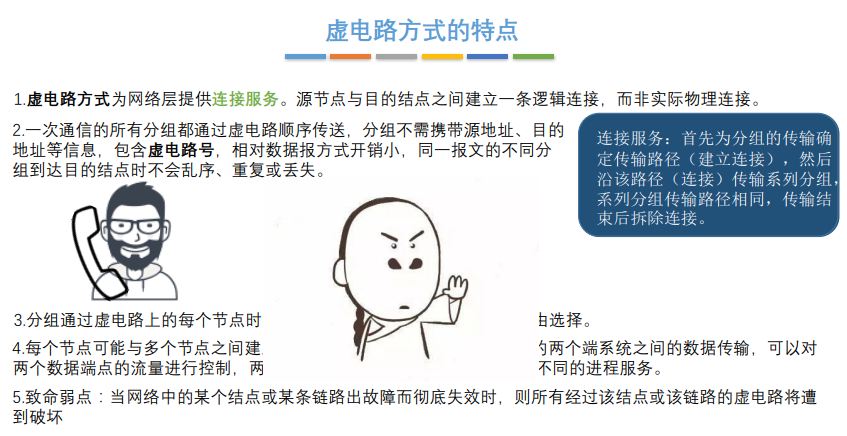 虚电路方式的特点
1.虚电路方式为网络层提供连接服务。源节点与目的结点之间建立一条逻辑连接，而非实际物理连接。
2.一次通信的所有分组都通过虚电路顺序传送，分组不需携带源地址、目的
地址等信息，包含虚电路号，相对数据报方式开销小，同一报文的不同分
组到达目的结点时不会乱序、重复或丢失。
连接服务：首先为分组的传输确
定传输路径（建立连接），然后
沿该路径（连接）传输系列分组，
系列分组传输路径相同，传输结
束后拆除连接。
3.分组通过虚电路上的每个节点时 由选择。
4.每个节点可能与多个节点之间建 的两个端系统之间的数据传输，可以对
两个数据端点的流量进行控制，两 不同的进程服务。
5.致命弱点：当网络中的某个结点或某条链路出故障而彻底失效时，则所有经过该结点或该链路的虚电路将遭
到破坏